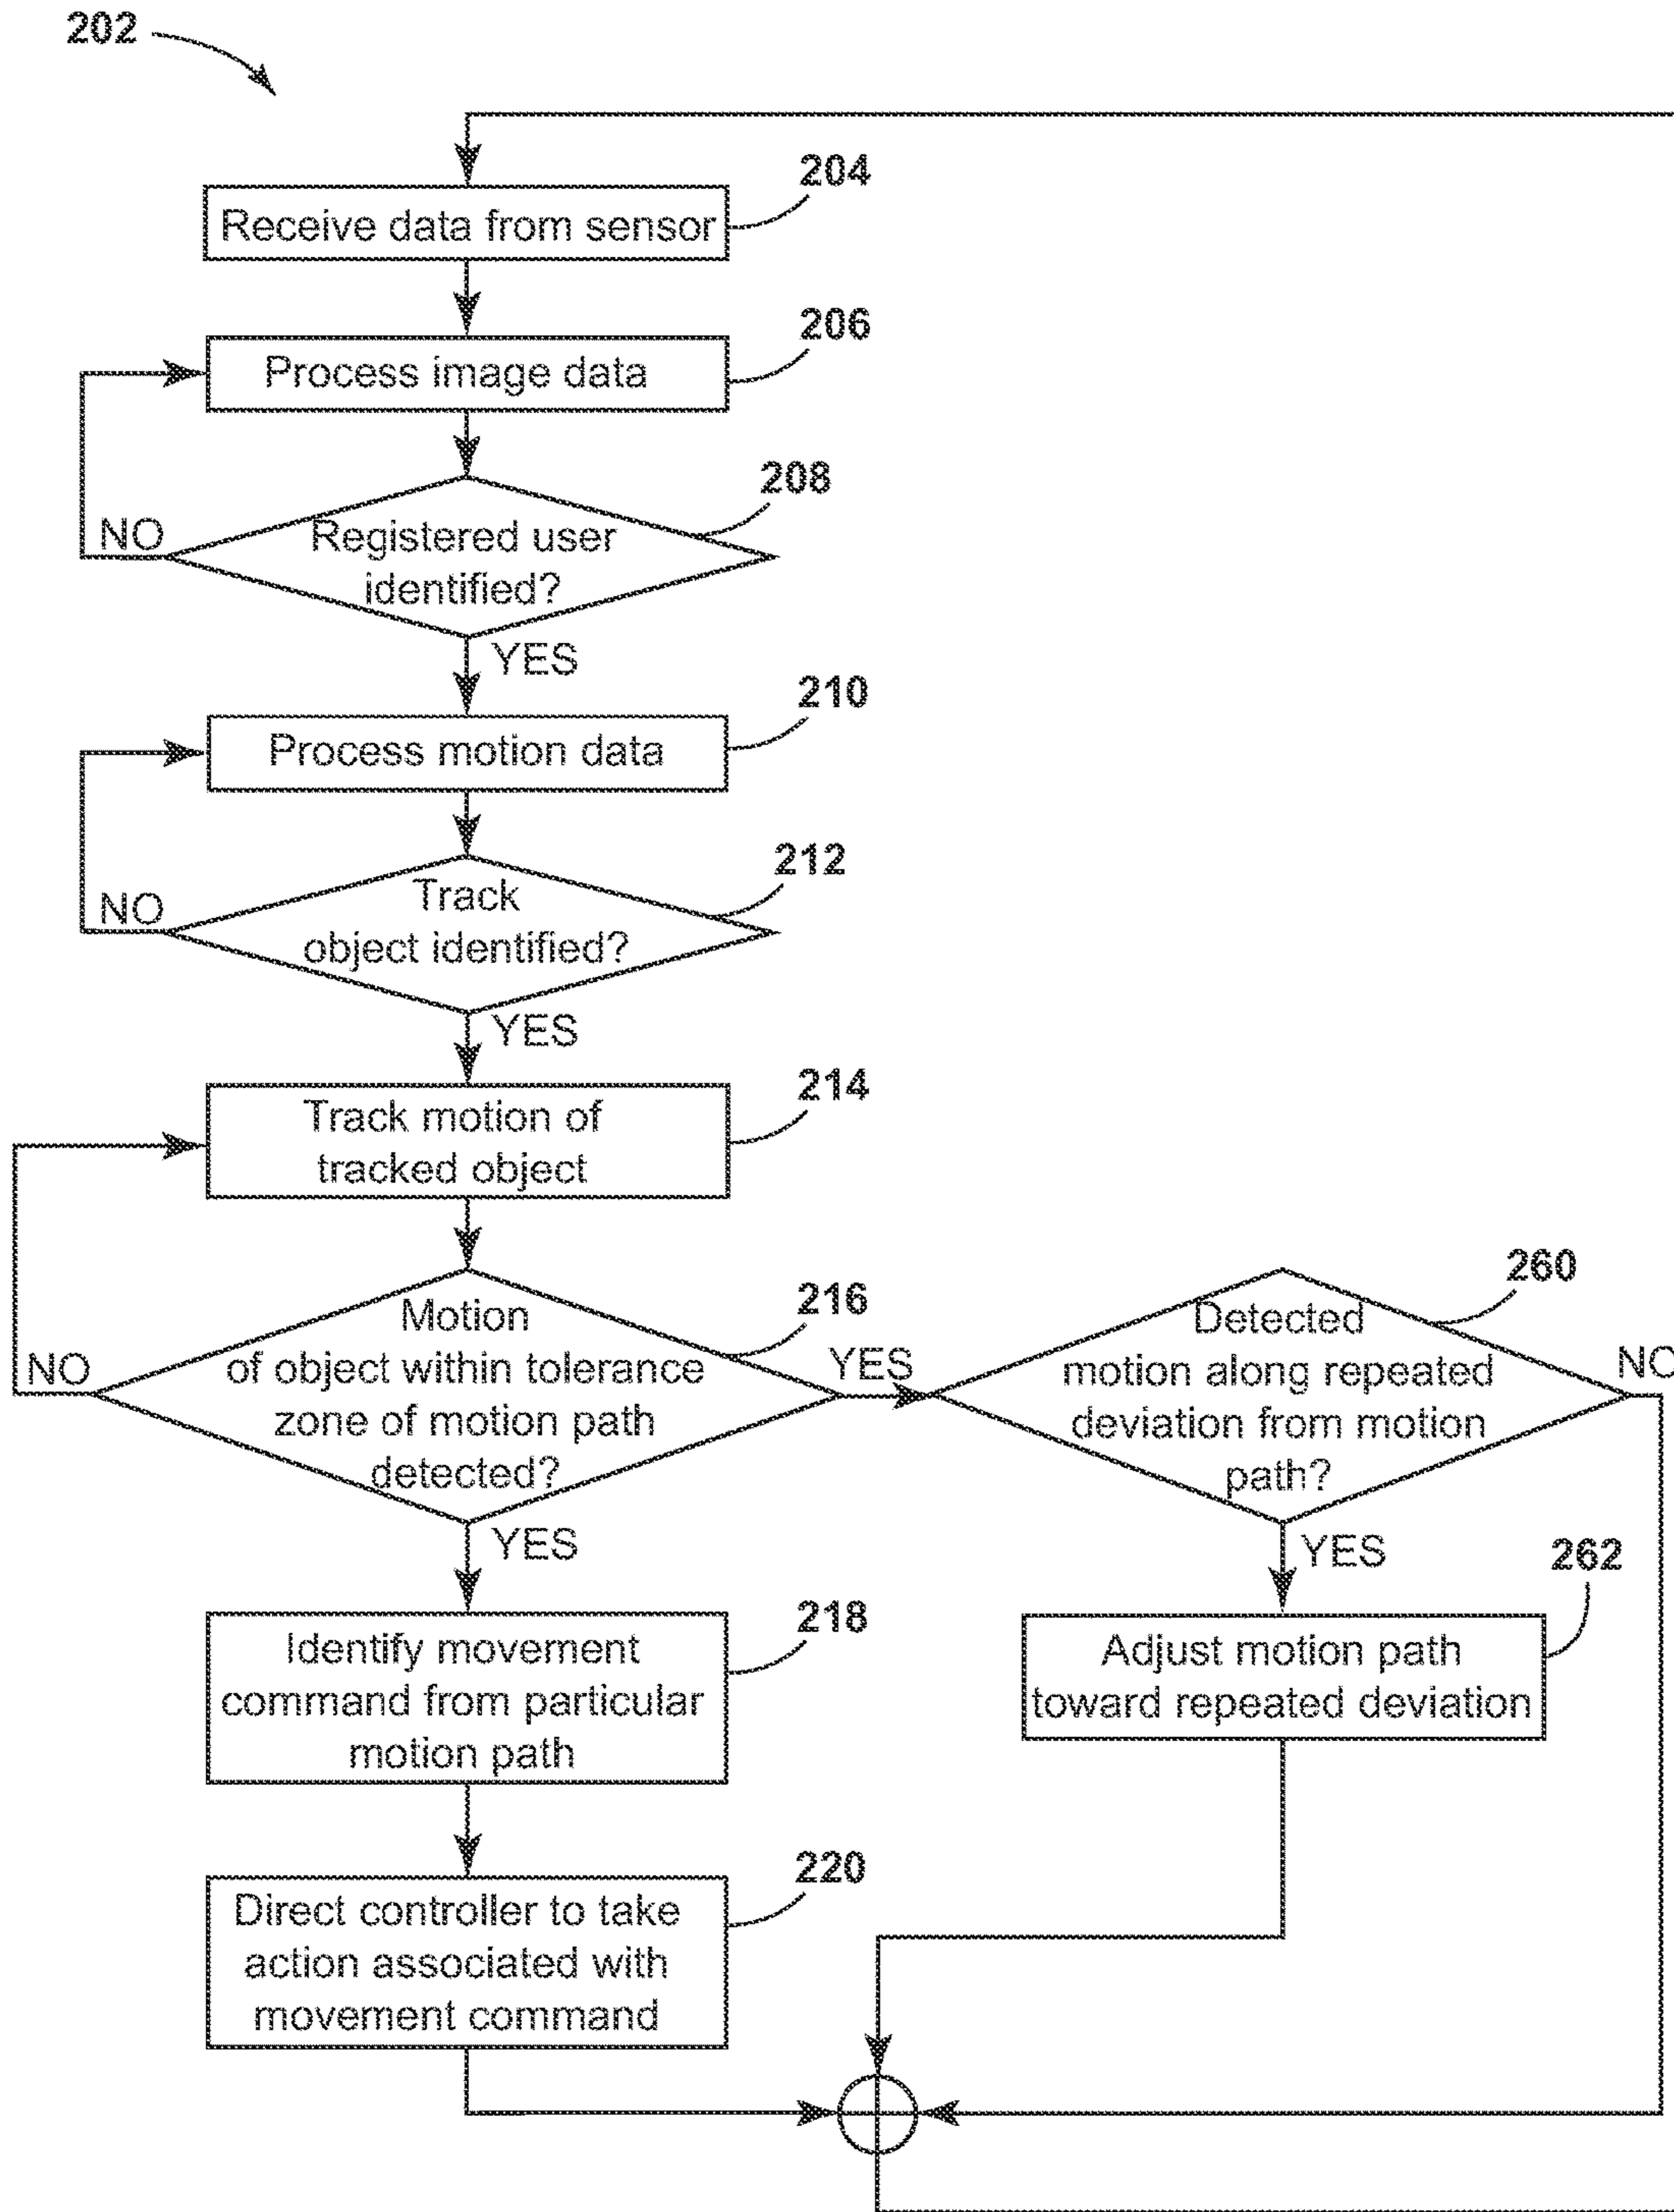 202
204
Receive data from sensor
206
Process image data
208
NO
Registered user
identified?
YES
210
Process motion data
212
NO
Track
object identified?
YES
214
Track motion of
tracked object
216
NO
Motion
of object within tolerance
zone of motion path
detected?
YES
YES
260
Detected
motion along repeated
deviation from motion
path?
NO
YES
218
Identify movement
command from particular
motion path
262
Adjust motion path
toward repeated deviation
220
Direct controller to take
action associated with
movement command